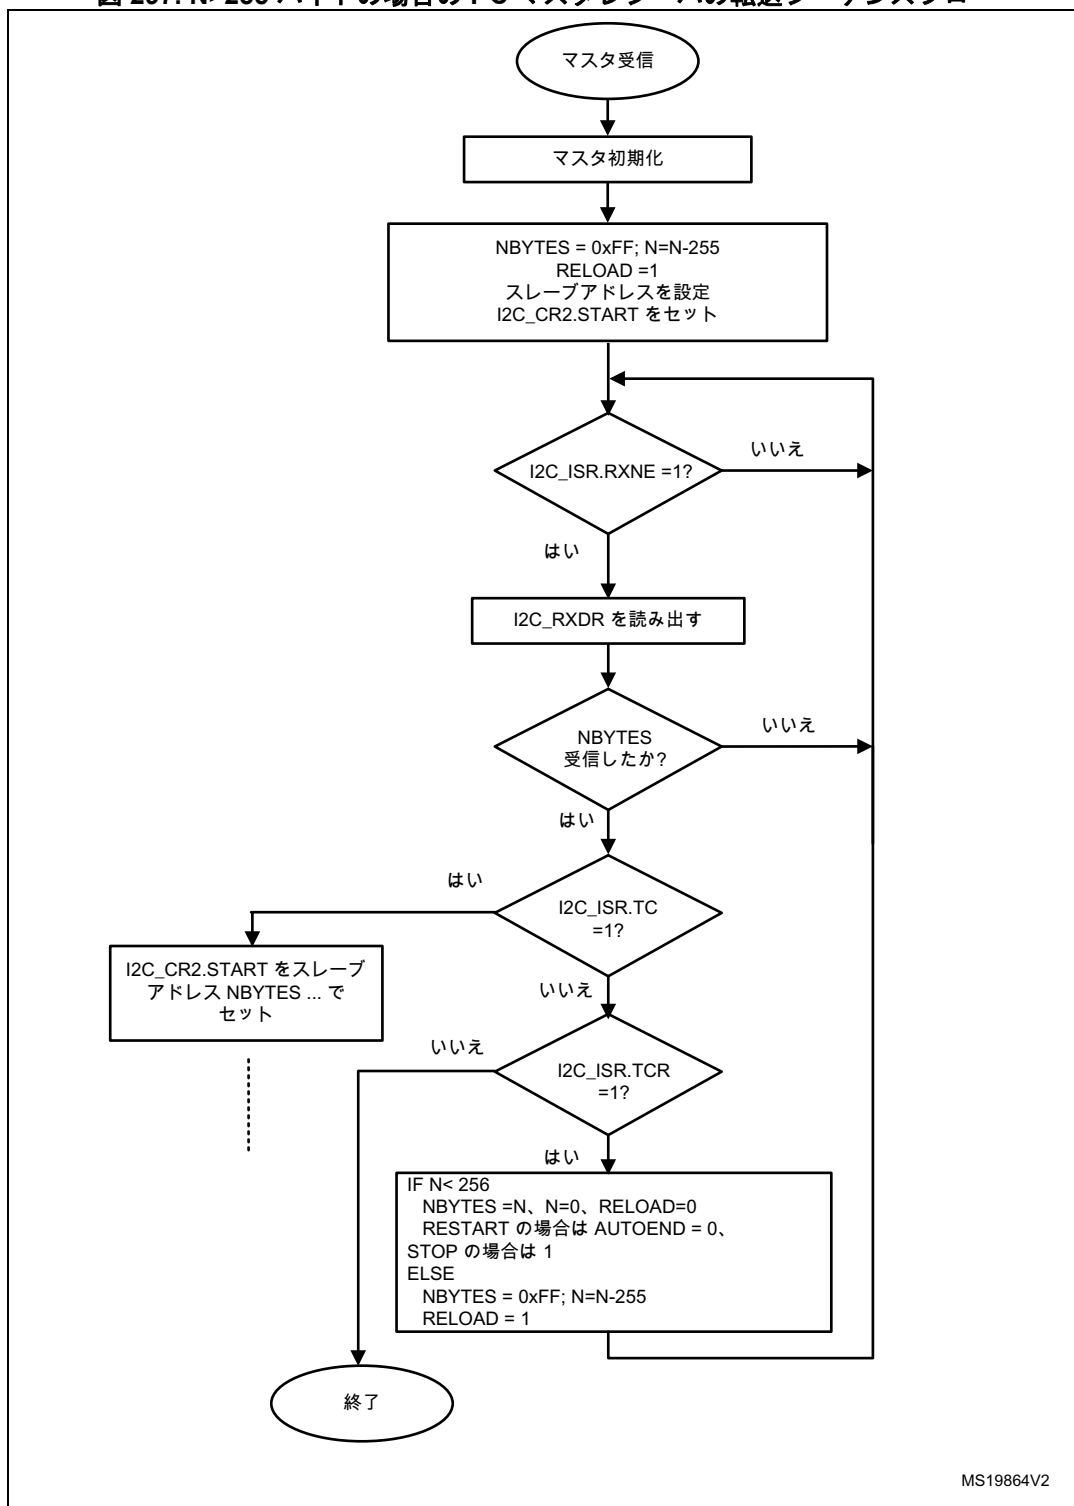 マスタ受信
マスタ初期化
NBYTES = 0xFF; N=N-255
RELOAD =1
スレーブアドレスを設定
I2C_CR2.START をセット
I2C_ISR.RXNE =1?
いいえ
はい
I2C_RXDR を読み出す
NBYTES
受信したか?
いいえ
はい
I2C_ISR.TC
=1?
はい
I2C_CR2.START をスレーブ
アドレス NBYTES ... で
セット
いいえ
I2C_ISR.TCR
=1?
いいえ
はい
IF N< 256
NBYTES =N、N=0、RELOAD=0
RESTART の場合は AUTOEND = 0、
STOP の場合は 1
ELSE
NBYTES = 0xFF; N=N-255
RELOAD = 1
終了
MS19864V2